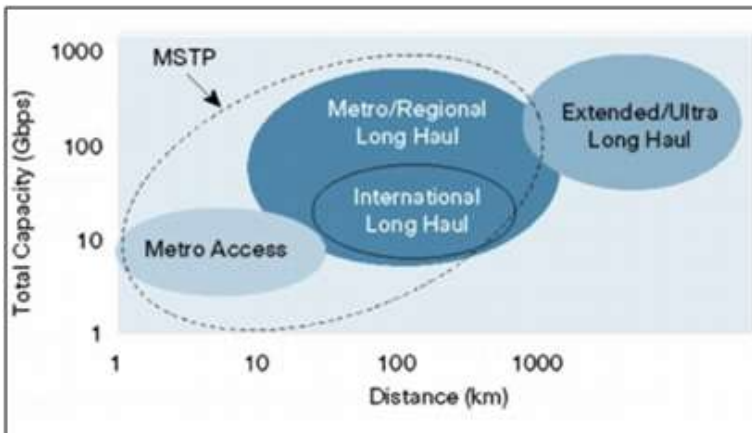 1000
MSTP
Metro/Regional
Long Haul
Extended/Ultra
Long Haul
100
International
Long Haul
10
Metro Access
1
Total Capacity (Gbps)
1
10
100
1000
Distance (km)